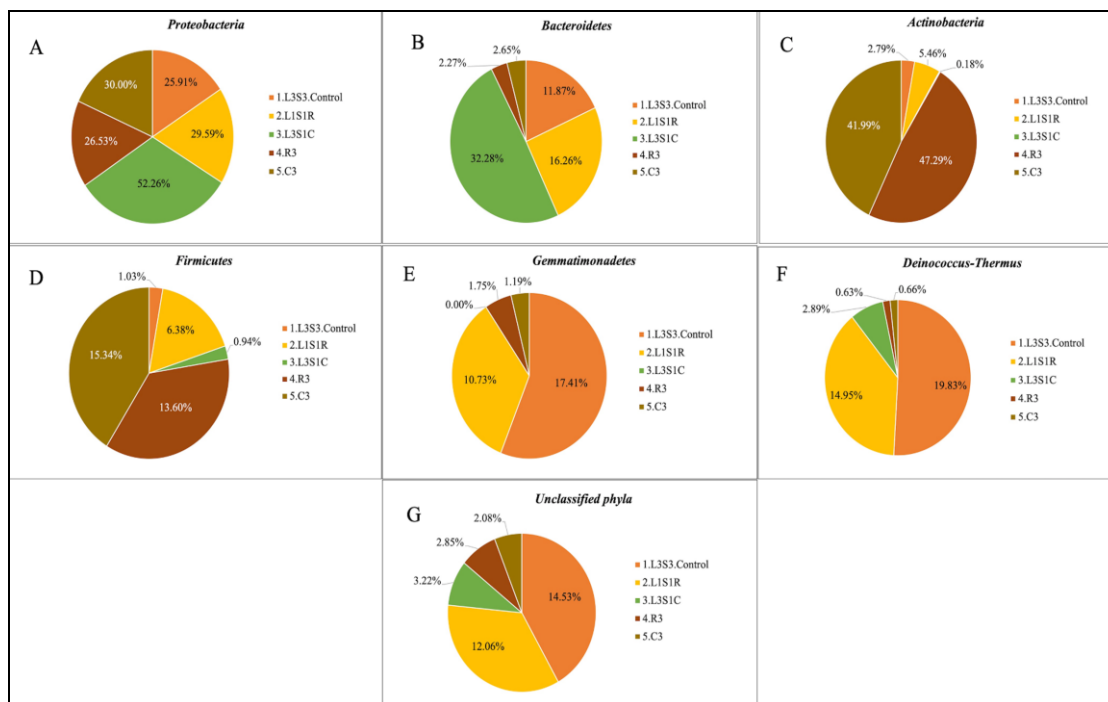 Proteobacteria
A
25.91%
29.59%
52.26%
26.53%
30.00%
1.L3S3.Control
2.L1S1R
3.L3S1C
4.R3
5.C3
Bacteroidetes
B
2.65%
2.27%
11.87%
16.26%
32.28%
1.L3S3.Control
2.L1S1R
3.L3S1C
4.R3
5.C3
Actinobacteria
C
2.79%
5.46%
0.18%
41.99%
47.29%
1.L3S3.Control
2.L1S1R
3.L3S1C
4.R3
5.C3
Firmicutes
D
1.03%
6.38%
0.94%
15.34%
13.60%
1.L3S3.Control
2.L1S1R
3.L3S1C
4.R3
5.C3
Gemmatimonadetes
E
1.75%
1.19%
0.00%
10.73%
17.41%
1.L3S3.Control
2.L1S1R
3.L3S1C
4.R3
5.C3
Deinococcus-Thermus
F
0.63%
0.66%
2.89%
14.95%
19.83%
1.L3S3.Control
2.L1S1R
3.L3S1C
4.R3
5.C3
Unclassified phyla
G
2.08%
2.85%
3.22%
14.53%
12.06%
1.L3S3.Control
2.L1S1R
3.L3S1C
4.R3
5.C3